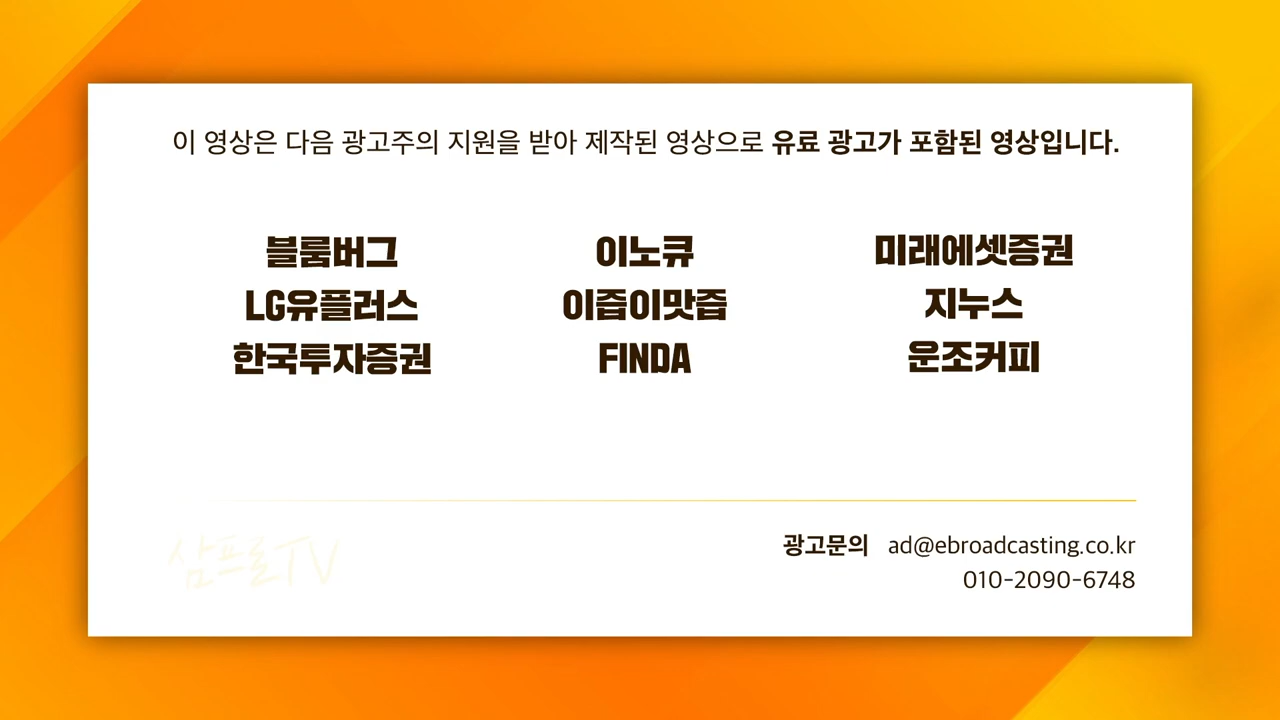 이 영상은 다음 광고주의 지원을 받아 제작된 영상으로 유료 광고가 포함된 영상입니다.
블룸버그 이노큐 미래에셋증권
LG유플러스 이즙이맛즙 지누스
한국투자증권 FINDA 운조커피
삼프로TV
광고문의 ad@ebroadcasting.co.kr
010-2090-6748